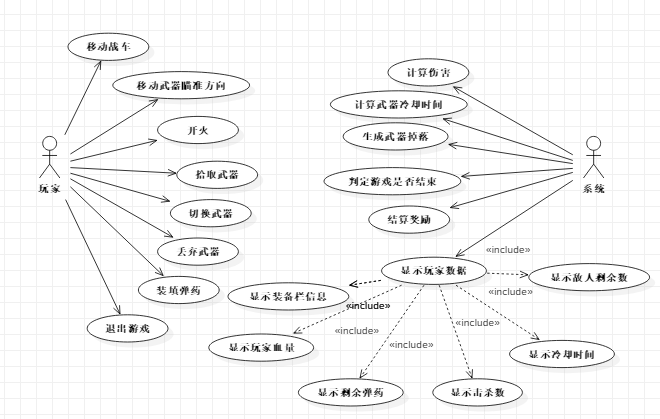 移动战车
移动武器瞄准方向
开火
拾取武器
切换武器
丢弃武器
装填弹药
退出游戏
玩家
计算伤害
计算武器冷却时间
生成武器掉落
判定游戏是否结束
结算奖励
系统
显示玩家数据
«include»
显示敌人剩余数
«include»
显示装备栏信息
«include»
«include»
«include»
«include»
显示玩家血量
显示冷却时间
显示剩余弹药
显示击杀数